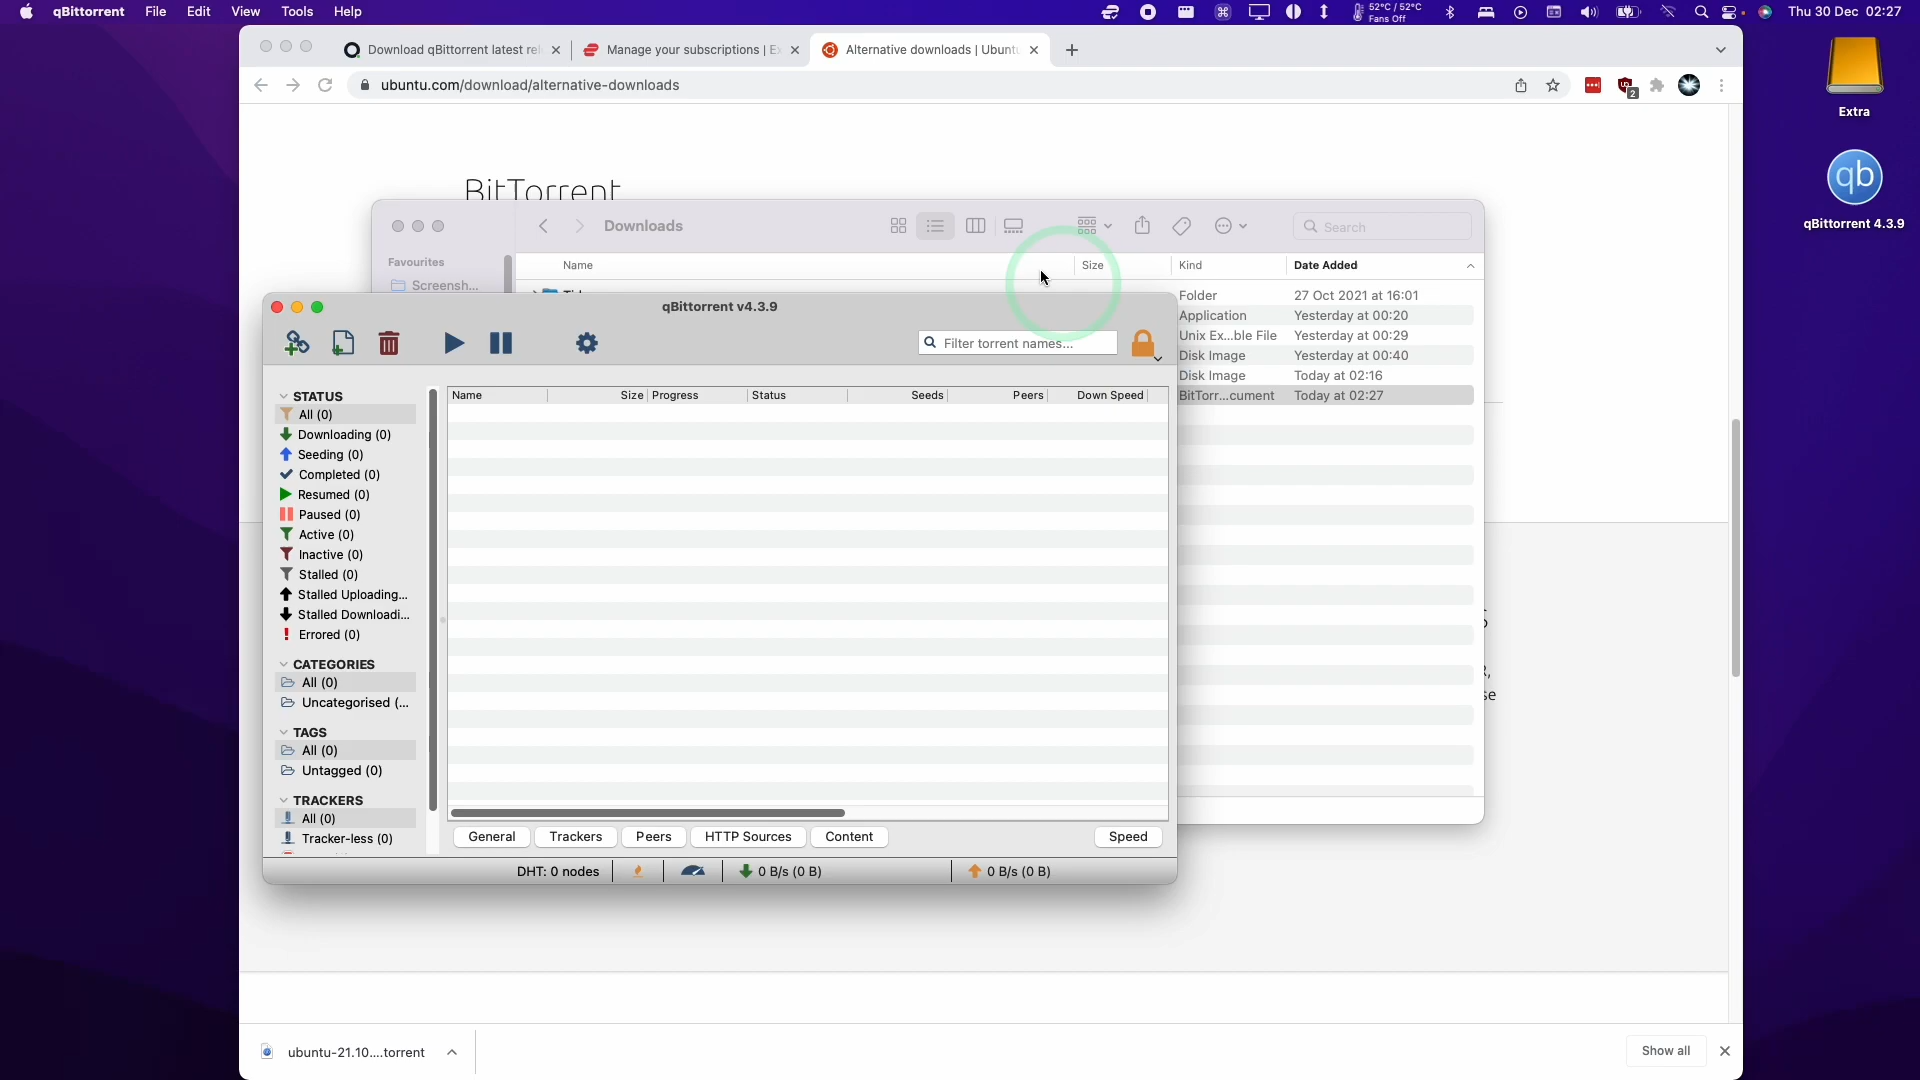 qBittorrent File Edit View Tools Help
52°C / 52°C
Fans Off
Thu 30 Dec 02:27
Download qBittorrent latest rel
Manage your subscriptions | E
Alternative downloads | Ubuntu
ubuntu.com/download/alternative-downloads
2
Extra
qb
qBittorrent 4.3.9
BitTorrent
Downloads
Search
Favourites
Screensh...
Name Size Kind Date Added
Folder 27 Oct 2021 at 16:01
Application Yesterday at 00:20
Unix Ex...ble File Yesterday at 00:29
Disk Image Yesterday at 00:40
Disk Image Today at 02:16
BitTorr...cument Today at 02:27
qBittorrent v4.3.9
Filter torrent names...
Name Size Progress Status Seeds Peers Down Speed
STATUS
All (0)
Downloading (0)
Seeding (0)
Completed (0)
Resumed (0)
Paused (0)
Active (0)
Inactive (0)
Stalled (0)
Stalled Uploading...
Stalled Downloadi...
Errored (0)
CATEGORIES
All (0)
Uncategorised (...
TAGS
All (0)
Untagged (0)
TRACKERS
All (0)
Tracker-less (0)
General Trackers Peers HTTP Sources Content Speed
DHT: 0 nodes 0 B/s (0 B) 0 B/s (0 B)
se
ubuntu-21.10....torrent
Show all